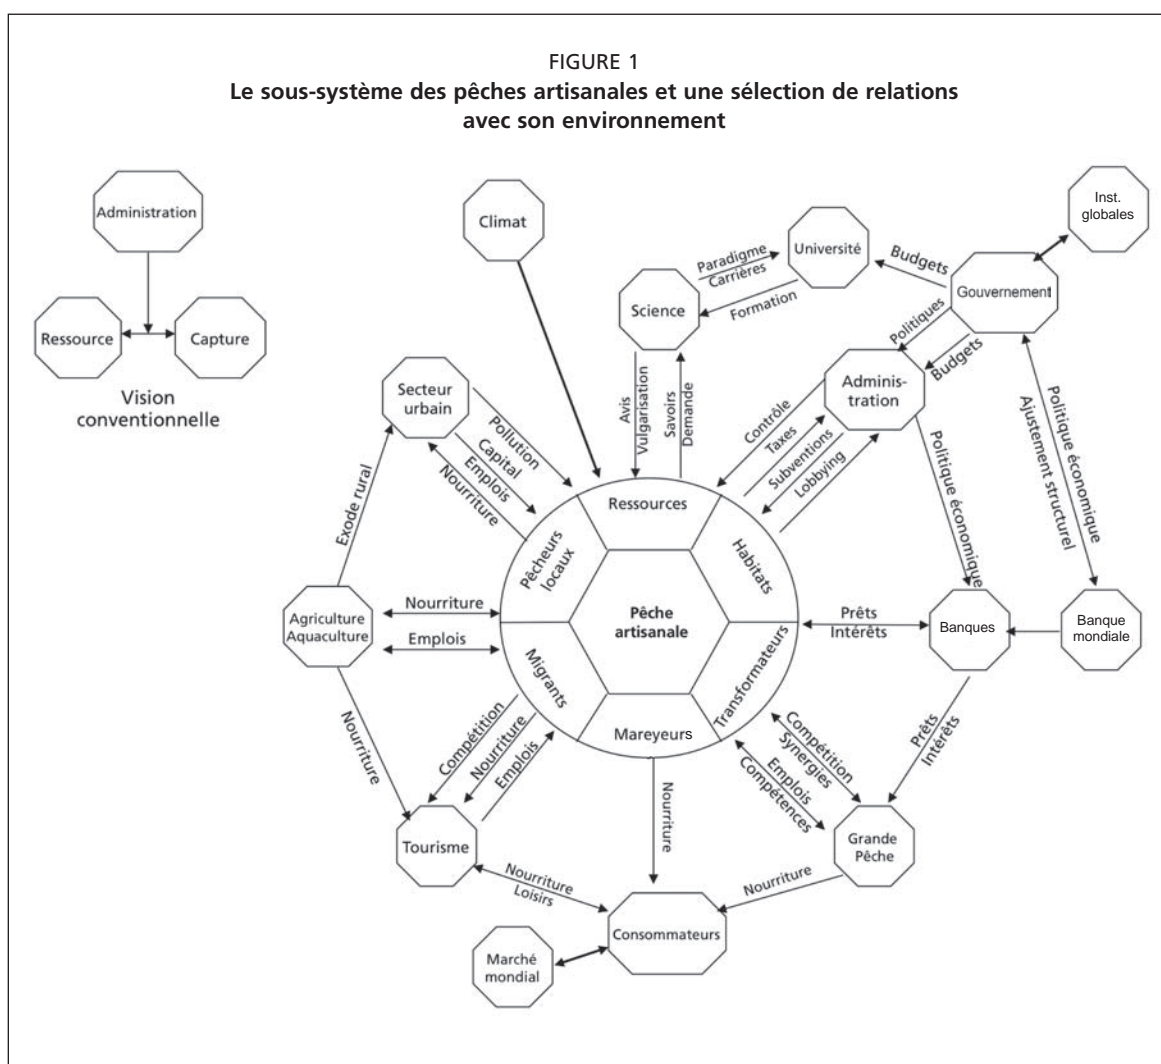 FIGURE 1
Le sous-système des pêches artisanales et une sélection de relations
avec son environnement
Administration
Ressource
Capture
Vision
conventionnelle
Climat
Science
Paradigme
Carrières
Formation
Université
Budgets
Inst.
globales
Gouvernement
Politiques
Budgets
Adminis-
tration
Secteur
urbain
Pollution
Capital
Emplois
Nourriture
Avis
Vulgarisation
Savoirs
Demande
Contrôle
Taxes
Subventions
Lobbying
Politique économique
Politique économique
Ajustement structurel
Exode rural
Ressources
Pêcheurs
locaux
Habitats
Pêche
artisanale
Migrants
Transformateurs
Mareyeurs
Agriculture
Aquaculture
Nourriture
Emplois
Prêts
Intérêts
Banques
Banque
mondiale
Nourriture
Compétition
Nourriture
Emplois
Nourriture
Compétition
Synergies
Emplois
Compétences
Prêts
Intérêts
Tourisme
Grande
Pêche
Nourriture
Loisirs
Nourriture
Consommateurs
Marché
mondial